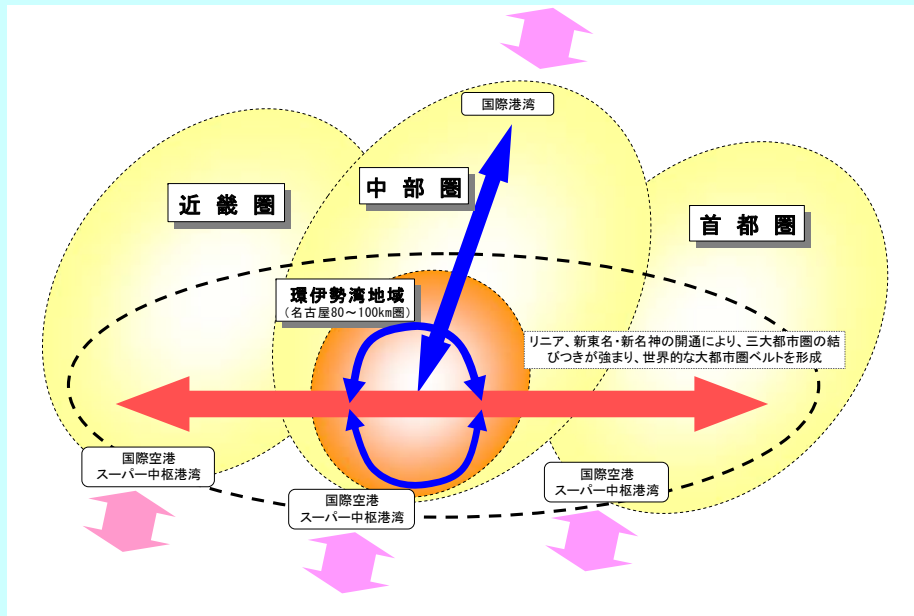 国際港湾
中部圏
近畿圏
首都圏
環伊勢湾地域
（名古屋80～100km圏）
リニア、新東名・新名神の開通により、三大都市圏の結
びつきが強まり、世界的な大都市圏ベルトを形成
国際空港
スーパー中枢港湾
国際空港
スーパー中枢港湾
国際空港
スーパー中枢港湾